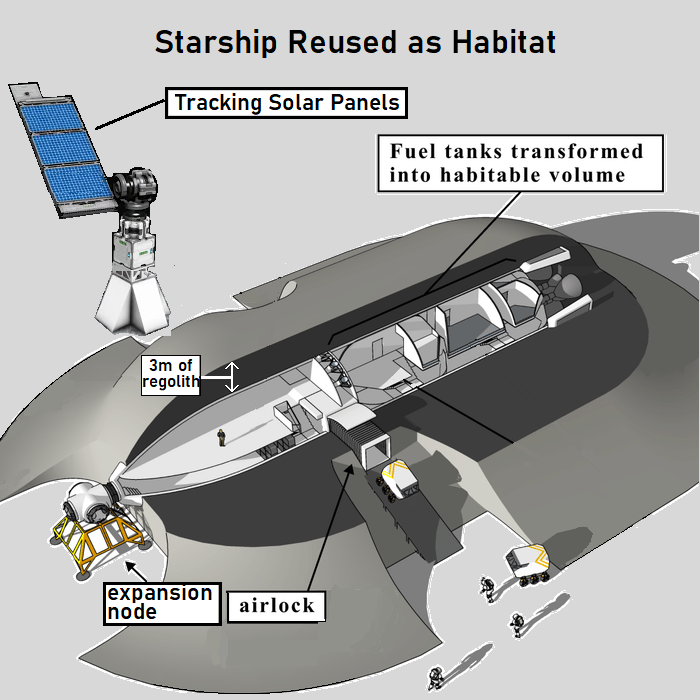 Starship Reused as Habitat
Tracking Solar Panels
Fuel tanks transformed
into habitable volume
3m of
regolith
expansion
node
airlock